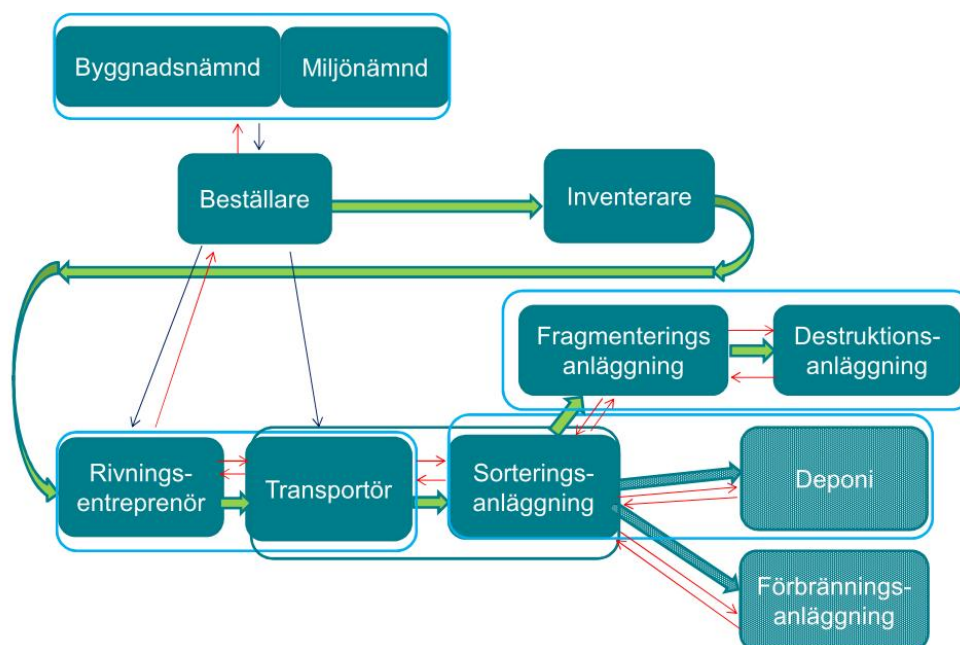 Byggnadsnämnd
Miljönämnd
Beställare
Inventerare
Fragmenterings
anläggning
Destruktions-
anläggning
Rivnings-
entreprenör
Transportör
Sorterings-
anläggning
Deponi
Förbrännings-
anläggning